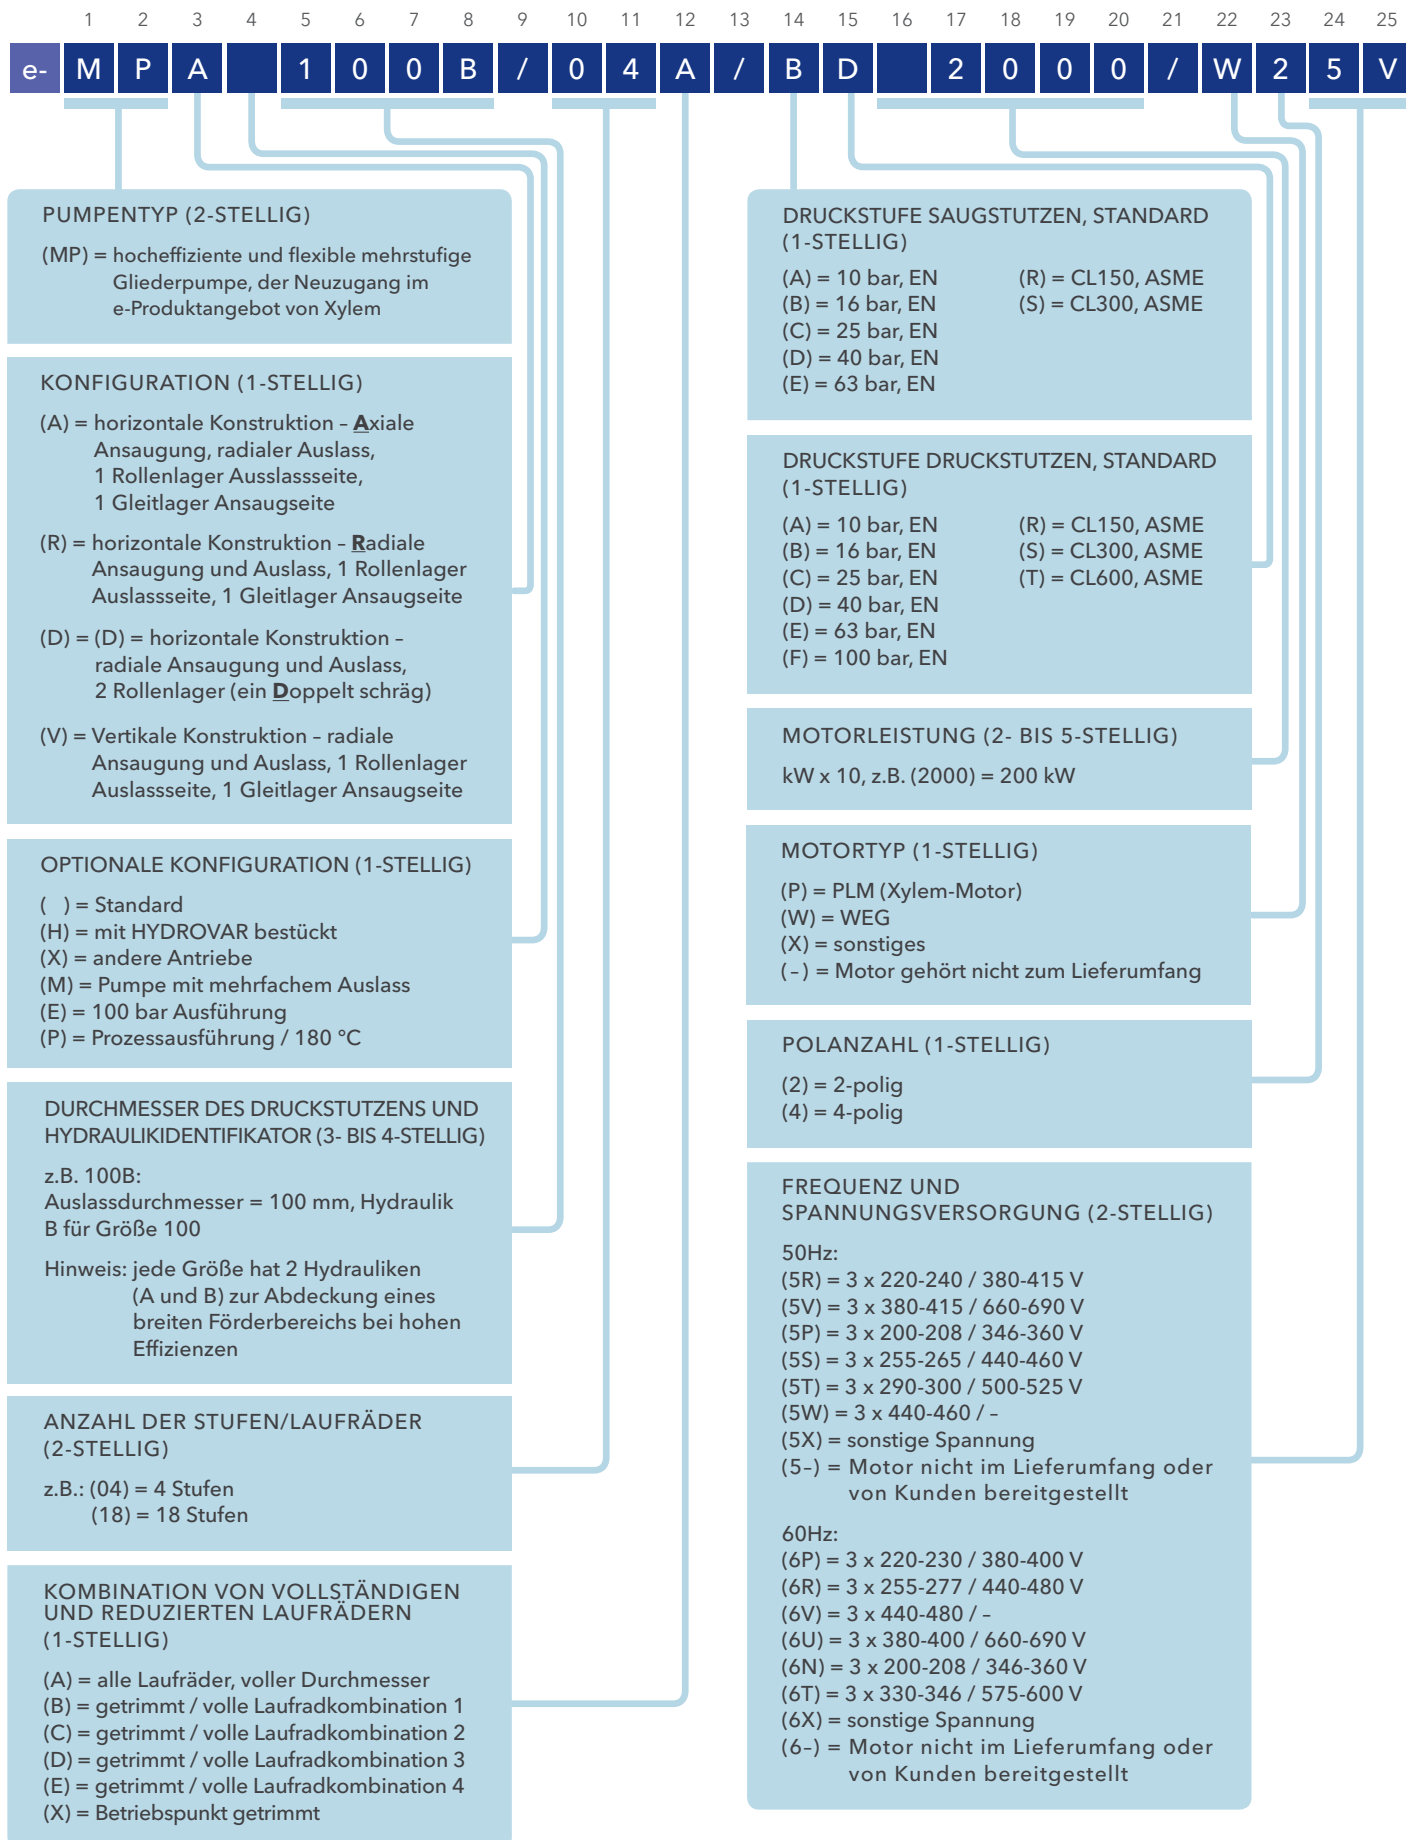 1 2 3 4 5 6 7 8 9 10 11 12 13 14 15 16 17 18 19 20 21 22 23 24 25
e- M P A 1 0 0 B / 0 4 A / B D 2 0 0 0 / W 2 5 V
PUMPENTYP (2-STELLIG)
(MP) = hocheffiziente und flexible mehrstufige
Gliederpumpe, der Neuzugang im
e-Produktangebot von Xylem
KONFIGURATION (1-STELLIG)
(A) = horizontale Konstruktion – Axiale
Ansaugung, radialer Auslass,
1 Rollenlager Ausslassseite,
1 Gleitlager Ansaugseite
(R) = horizontale Konstruktion – Radiale
Ansaugung und Auslass, 1 Rollenlager
Auslassseite, 1 Gleitlager Ansaugseite
(D) = (D) = horizontale Konstruktion –
radiale Ansaugung und Auslass,
2 Rollenlager (ein Doppelt schräg)
(V) = Vertikale Konstruktion – radiale
Ansaugung und Auslass, 1 Rollenlager
Auslassseite, 1 Gleitlager Ansaugseite
OPTIONALE KONFIGURATION (1-STELLIG)
( ) = Standard
(H) = mit HYDROVAR bestückt
(X) = andere Antriebe
(M) = Pumpe mit mehrfachem Auslass
(E) = 100 bar Ausführung
(P) = Prozessausführung / 180 °C
DURCHMESSER DES DRUCKSTUTZENS UND
HYDRAULIKIDENTIFIKATOR (3- BIS 4-STELLIG)
z.B. 100B:
Auslassdurchmesser = 100 mm, Hydraulik
B für Größe 100
Hinweis: jede Größe hat 2 Hydrauliken
(A und B) zur Abdeckung eines
breiten Förderbereichs bei hohen
Effizienzen
ANZAHL DER STUFEN/LAUFRÄDER
(2-STELLIG)
z.B.: (04) = 4 Stufen
(18) = 18 Stufen
KOMBINATION VON VOLLSTÄNDIGEN
UND REDUZIERTEN LAUFRÄDERN
(1-STELLIG)
(A) = alle Laufräder, voller Durchmesser
(B) = getrimmt / volle Laufradkombination 1
(C) = getrimmt / volle Laufradkombination 2
(D) = getrimmt / volle Laufradkombination 3
(E) = getrimmt / volle Laufradkombination 4
(X) = Betriebspunkt getrimmt
DRUCKSTUFE SAUGSTUTZEN, STANDARD
(1-STELLIG)
(A) = 10 bar, EN (R) = CL150, ASME
(B) = 16 bar, EN (S) = CL300, ASME
(C) = 25 bar, EN
(D) = 40 bar, EN
(E) = 63 bar, EN
DRUCKSTUFE DRUCKSTUTZEN, STANDARD
(1-STELLIG)
(A) = 10 bar, EN (R) = CL150, ASME
(B) = 16 bar, EN (S) = CL300, ASME
(C) = 25 bar, EN (T) = CL600, ASME
(D) = 40 bar, EN
(E) = 63 bar, EN
(F) = 100 bar, EN
MOTORLEISTUNG (2- BIS 5-STELLIG)
kW x 10, z.B. (2000) = 200 kW
MOTORTYP (1-STELLIG)
(P) = PLM (Xylem-Motor)
(W) = WEG
(X) = sonstiges
(–) = Motor gehört nicht zum Lieferumfang
POLANZAHL (1-STELLIG)
(2) = 2-polig
(4) = 4-polig
FREQUENZ UND
SPANNUNGSVERSORGUNG (2-STELLIG)
50Hz:
(5R) = 3 x 220-240 / 380-415 V
(5V) = 3 x 380-415 / 660-690 V
(5P) = 3 x 200-208 / 346-360 V
(5S) = 3 x 255-265 / 440-460 V
(5T) = 3 x 290-300 / 500-525 V
(5W) = 3 x 440-460 / –
(5X) = sonstige Spannung
(5–) = Motor nicht im Lieferumfang oder
von Kunden bereitgestellt
60Hz:
(6P) = 3 x 220-230 / 380-400 V
(6R) = 3 x 255-277 / 440-480 V
(6V) = 3 x 440-480 / –
(6U) = 3 x 380-400 / 660-690 V
(6N) = 3 x 200-208 / 346-360 V
(6T) = 3 x 330-346 / 575-600 V
(6X) = sonstige Spannung
(6–) = Motor nicht im Lieferumfang oder
von Kunden bereitgestellt